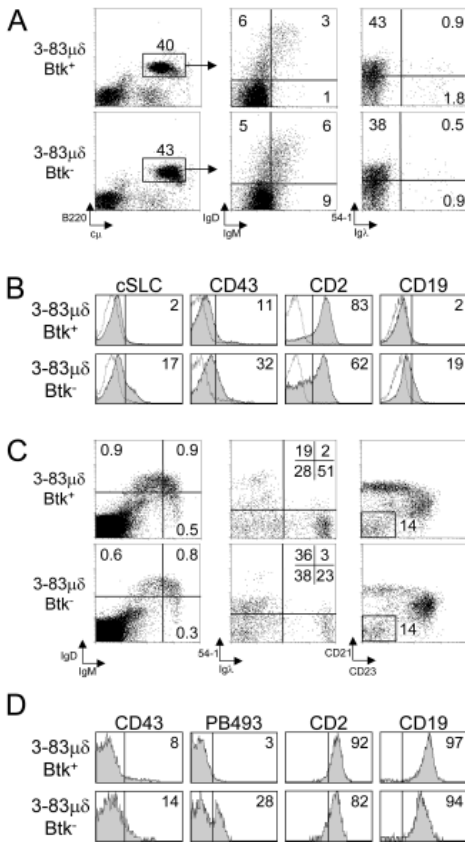 A
3-83μδ
Btk⁺
40
6 3
1
43 0.9
1.8
3-83μδ
Btk⁻
43
5 6
9
38 0.5
0.9
B220
cμ
IgD
IgM
54-1
Igλ
B
cSLC CD43 CD2 CD19
3-83μδ
Btk⁺
2 11 83 2
3-83μδ
Btk⁻
17 32 62 19
C
3-83μδ
Btk⁺
0.9 0.9
0.5
19 2
28 51
14
3-83μδ
Btk⁻
0.6 0.8
0.3
36 3
38 23
14
IgD
IgM
54-1
Igλ
CD21
CD23
D
CD43 PB493 CD2 CD19
3-83μδ
Btk⁺
8 3 92 97
3-83μδ
Btk⁻
14 28 82 94